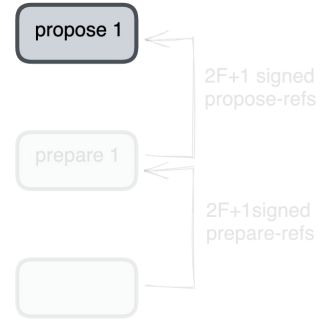 propose 1
2F+1 signed
propose-refs
prepare 1
2F+1signed
prepare-refs